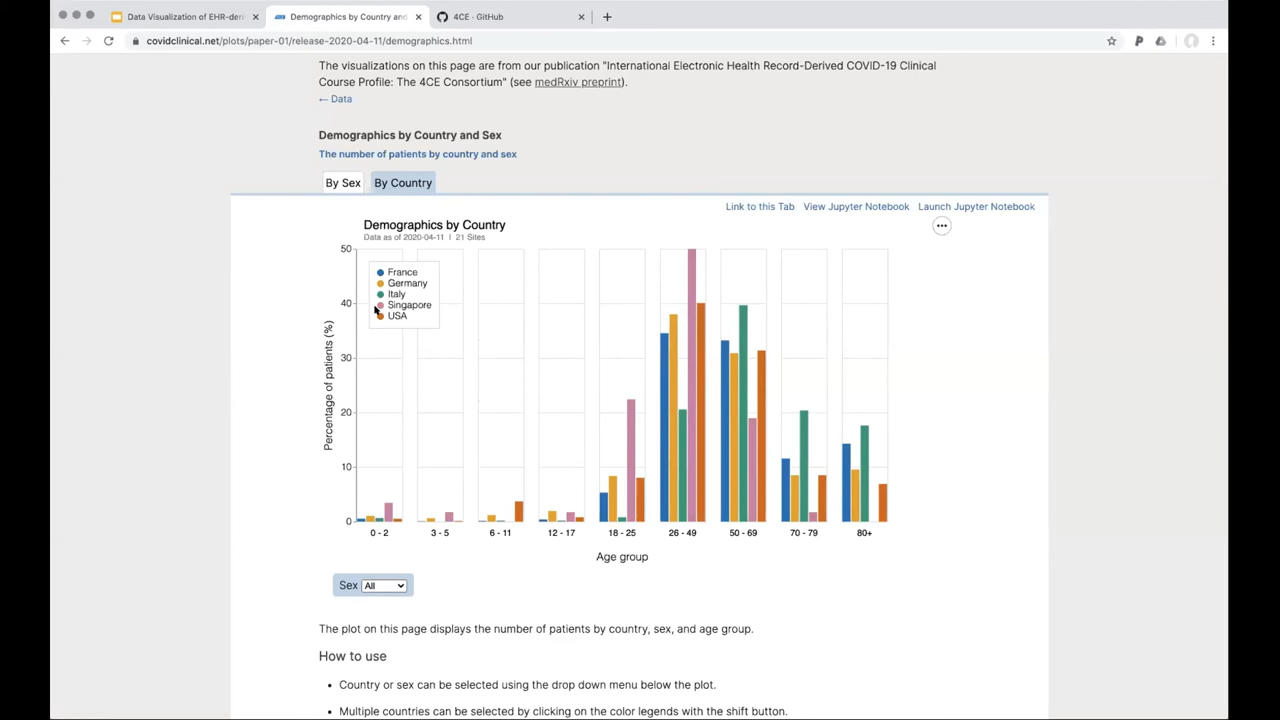 Data Visualization of EHR-deri
Demographics by Country and
4CE · GitHub
covidclinical.net/plots/paper-01/release-2020-04-11/demographics.html
The visualizations on this page are from our publication "International Electronic Health Record-Derived COVID-19 Clinical
Course Profile: The 4CE Consortium" (see medRxiv preprint).
← Data
Demographics by Country and Sex
The number of patients by country and sex
By Sex By Country
Link to this Tab View Jupyter Notebook Launch Jupyter Notebook
Demographics by Country
Data as of 2020-04-11 | 21 Sites
France
Germany
Italy
Singapore
USA
Percentage of patients (%)
50
40
30
20
10
0
0 - 2 3 - 5 6 - 11 12 - 17 18 - 25 26 - 49 50 - 69 70 - 79 80+
Age group
Sex All
The plot on this page displays the number of patients by country, sex, and age group.
How to use
• Country or sex can be selected using the drop down menu below the plot.
• Multiple countries can be selected by clicking on the color legends with the shift button.